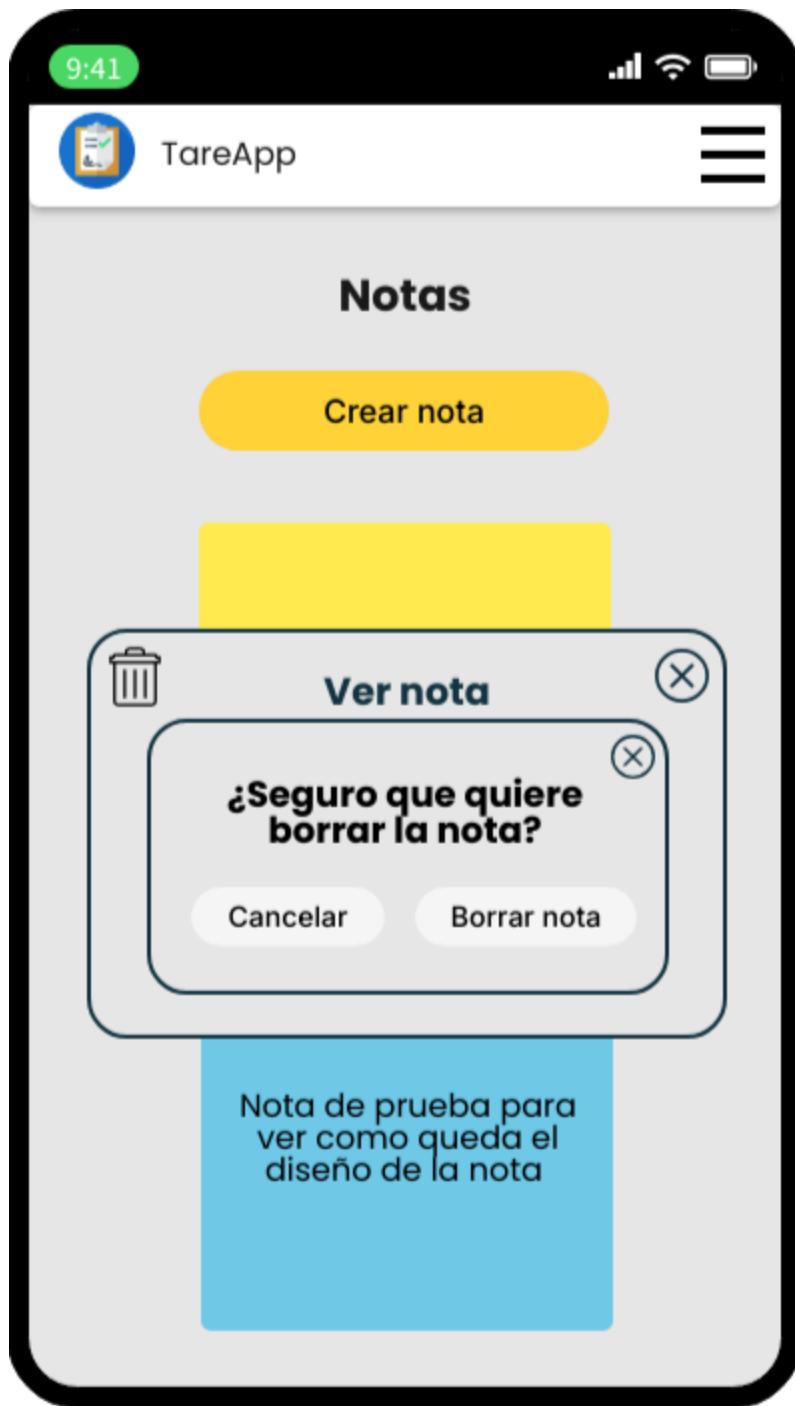 9:41
TareApp
Notas
Crear nota
Ver nota
¿Seguro que quiere
borrar la nota?
Cancelar
Borrar nota
Nota de prueba para
ver como queda el
diseño de la nota